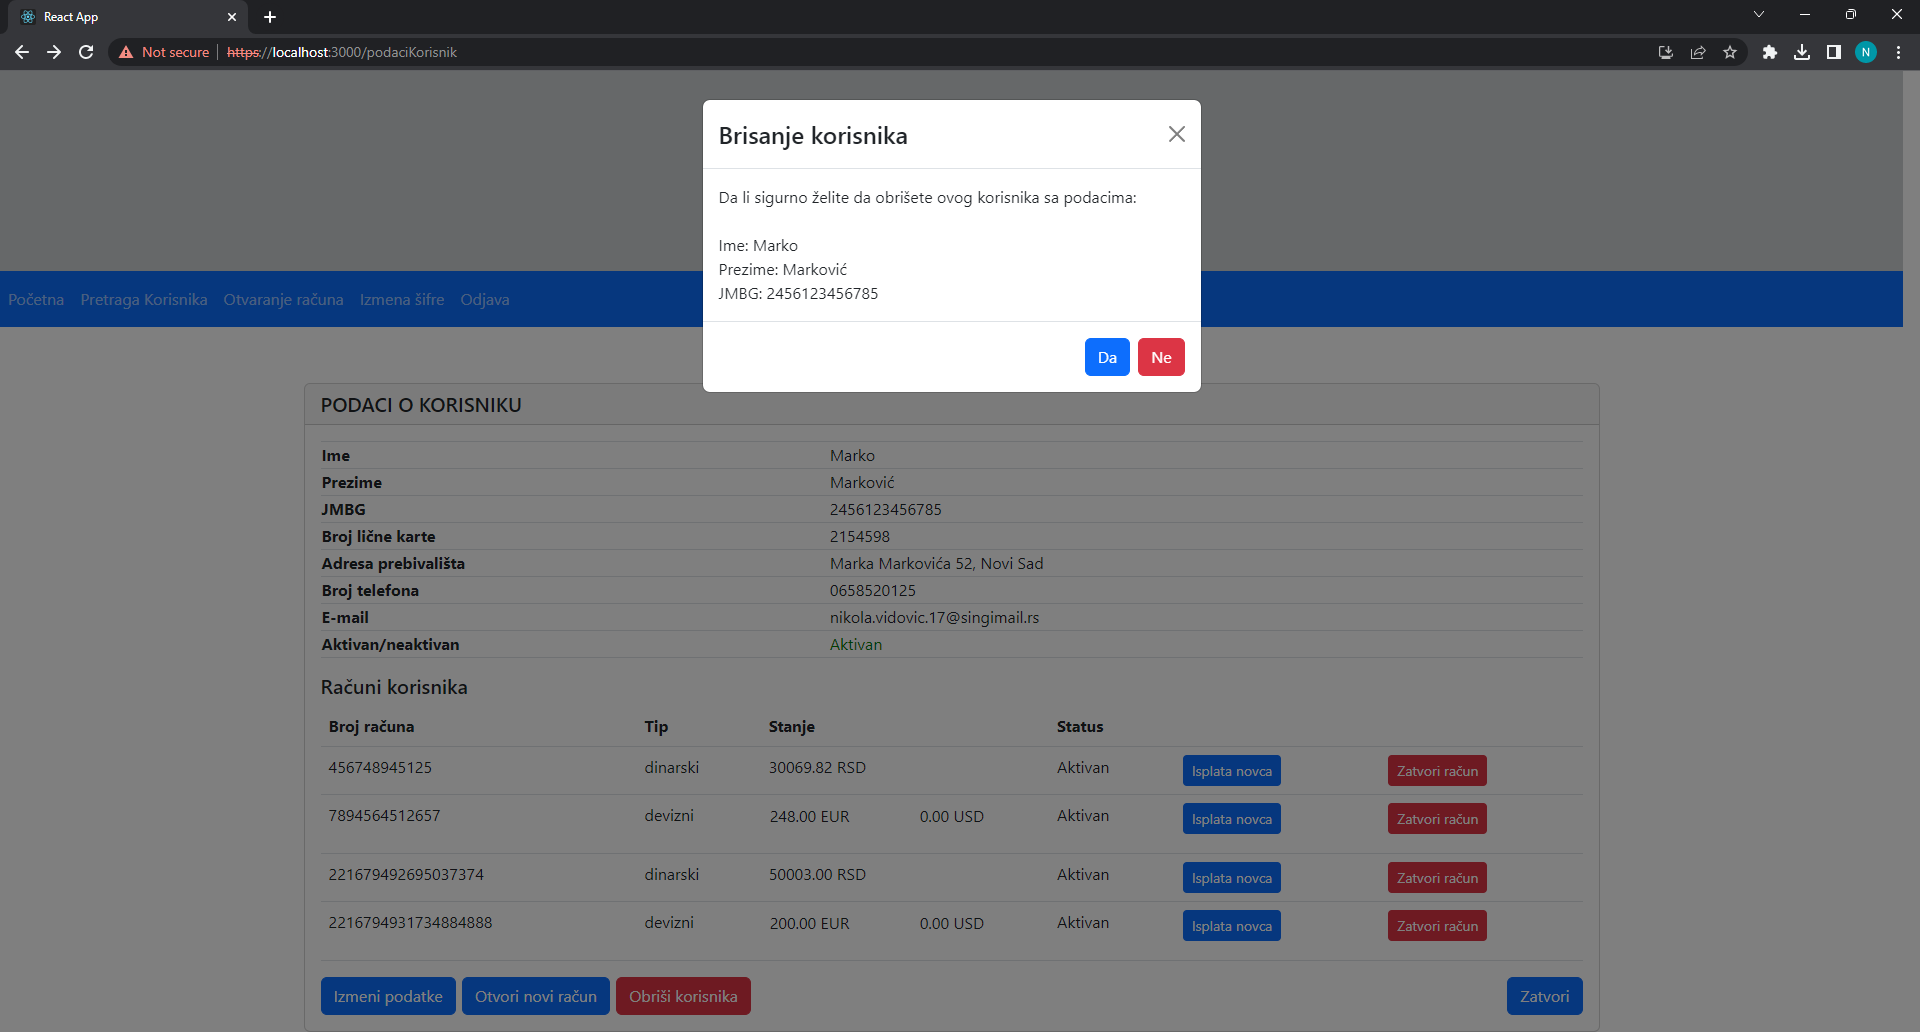 React App
Not secure https://localhost:3000/podaciKorisnik N
Brisanje korisnika
Da li sigurno želite da obrišete ovog korisnika sa podacima:
Ime: Marko
Prezime: Marković
JMBG: 2456123456785
Da Ne
Početna Pretraga Korisnika Otvaranje računa Izmena šifre Odjava
PODACI O KORISNIKU
Ime Marko
Prezime Marković
JMBG 2456123456785
Broj lične karte 2154598
Adresa prebivališta Marka Markovića 52, Novi Sad
Broj telefona 0658520125
E-mail nikola.vidovic.17@singimail.rs
Aktivan/neaktivan Aktivan
Računi korisnika
Broj računa Tip Stanje Status
456748945125 dinarski 30069.82 RSD Aktivan Isplata novca Zatvori račun
7894564512657 devizni 248.00 EUR 0.00 USD Aktivan Isplata novca Zatvori račun
221679492695037374 dinarski 50003.00 RSD Aktivan Isplata novca Zatvori račun
2216794931734884888 devizni 200.00 EUR 0.00 USD Aktivan Isplata novca Zatvori račun
Izmeni podatke Otvori novi račun Obriši korisnika Zatvori